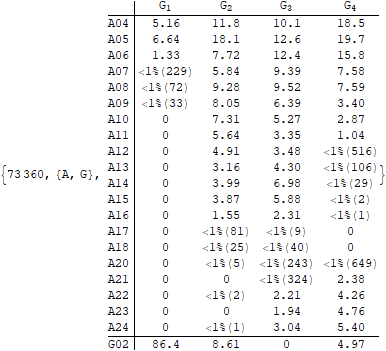 G₁ G₂ G₃ G₄
A04 5.16 11.8 10.1 18.5
A05 6.64 18.1 12.6 19.7
A06 1.33 7.72 12.4 15.8
A07 <1%(229) 5.84 9.39 7.58
A08 <1%(72) 9.28 9.52 7.59
A09 <1%(33) 8.05 6.39 3.40
A10 0 7.31 5.27 2.87
A11 0 5.64 3.35 1.04
A12 0 4.91 3.48 <1%(516)
A13 0 3.16 4.30 <1%(106)
{73360, {A, G}, A14 0 3.99 6.98 <1%(29) }
A15 0 3.87 5.88 <1%(2)
A16 0 1.55 2.31 <1%(1)
A17 0 <1%(81) <1%(9) 0
A18 0 <1%(25) <1%(40) 0
A20 0 <1%(5) <1%(243) <1%(649)
A21 0 0 <1%(324) 2.38
A22 0 <1%(2) 2.21 4.26
A23 0 0 1.94 4.76
A24 0 <1%(1) 3.04 5.40
G02 86.4 8.61 0 4.97